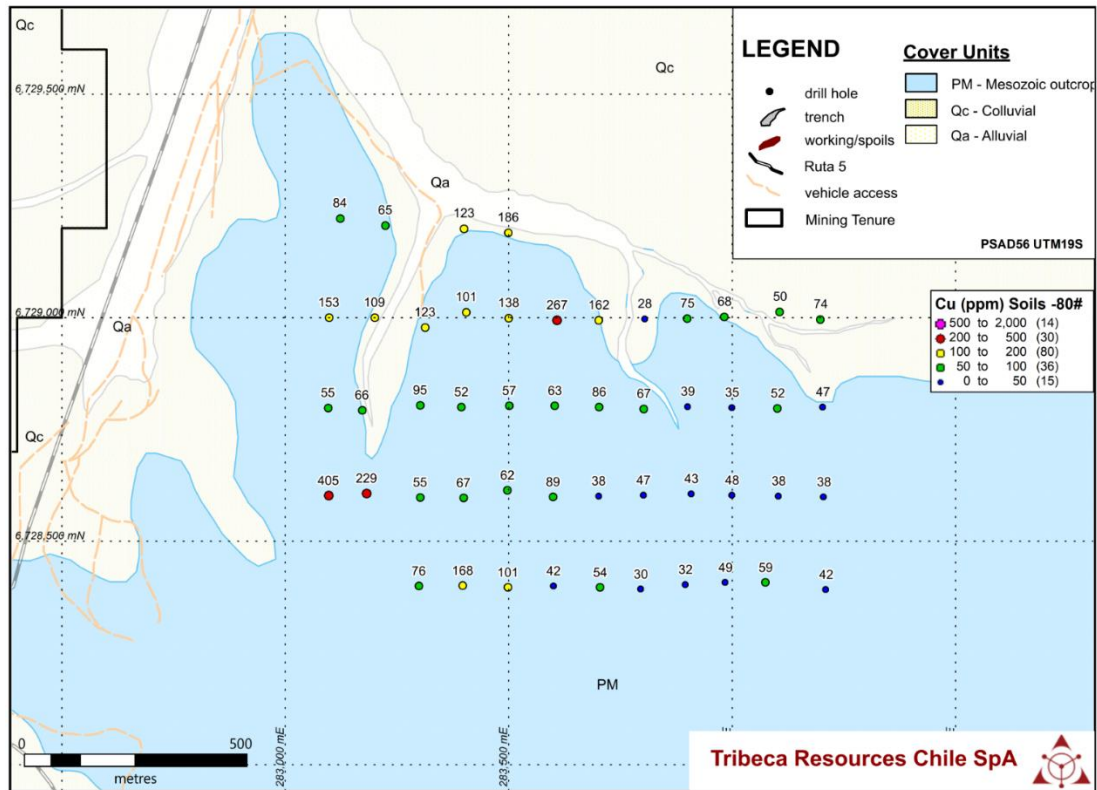 Qc
LEGEND
Cover Units
Qc
PM - Mesozoic outcrop
6,729,500 mN
drill hole
Qc - Colluvial
trench
Qa - Alluvial
working/spoils
Ruta 5
Qa
vehicle access
84
65
123
186
Mining Tenure
PSAD56 UTM19S
153
109
123
101
138
267
162
28
75
68
50
74
6,729,000 mN
Qa
Cu (ppm) Soils -80#
500 to 2,000 (14)
200 to 500 (30)
100 to 200 (80)
50 to 100 (36)
0 to 50 (15)
55
66
95
52
57
63
86
67
39
35
52
47
Qc
405
229
55
67
62
89
38
47
43
48
38
38
6,728,500 mN
76
168
101
42
54
30
32
49
59
42
PM
0 500
metres
283,000 mE
283,500 mE
Tribeca Resources Chile SpA